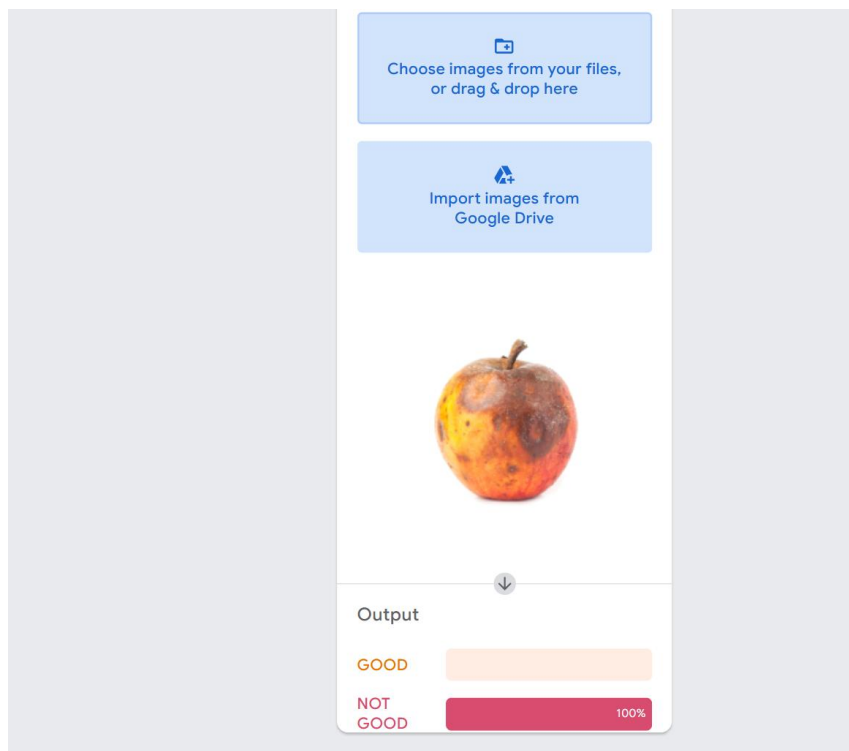 Choose images from your files,
or drag & drop here
Import images from
Google Drive
Output
GOOD
NOT
GOOD
100%